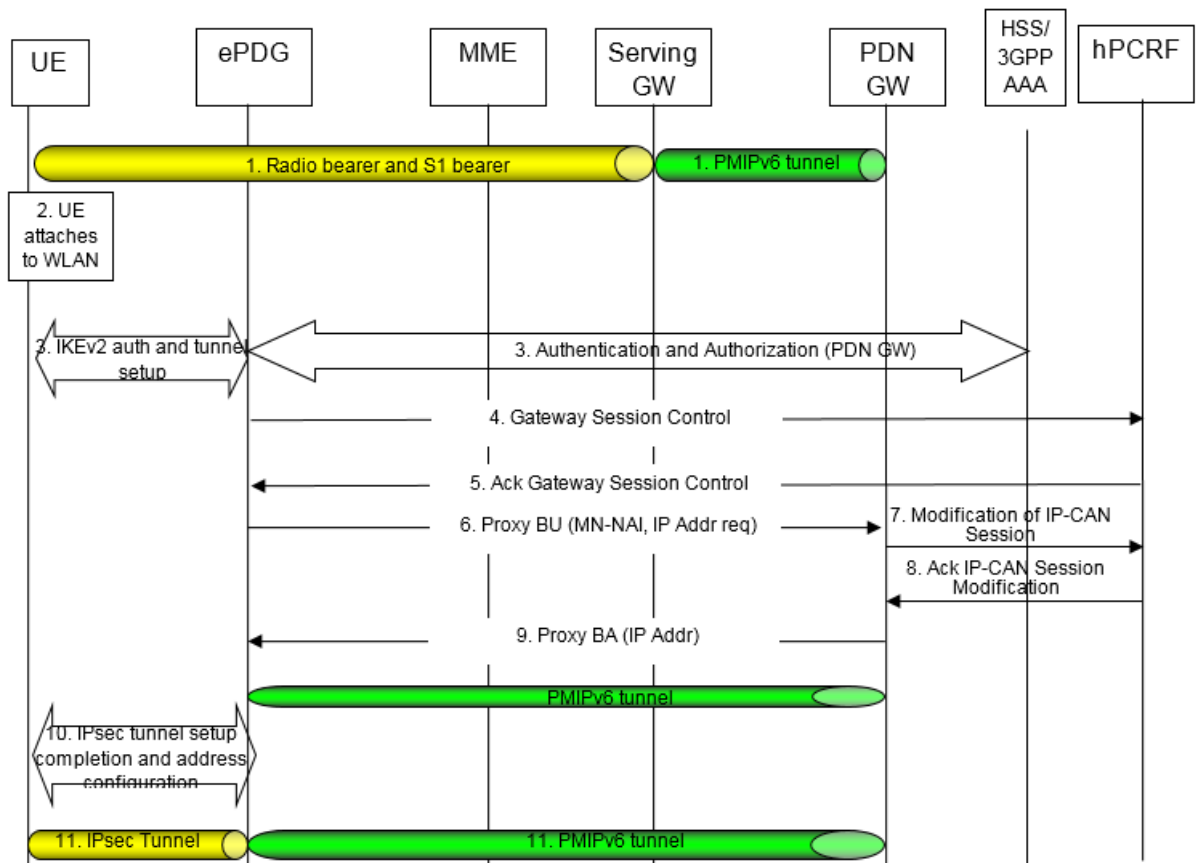 UE
ePDG
MME
Serving
GW
PDN
GW
HSS/
3GPP
AAA
hPCRF
1. Radio bearer and S1 bearer
1. PMIPv6 tunnel
2. UE
attaches
to WLAN
3. IKEv2 auth and tunnel
setup
3. Authentication and Authorization (PDN GW)
4. Gateway Session Control
5. Ack Gateway Session Control
6. Proxy BU (MN-NAI, IP Addr req)
7. Modification of IP-CAN
Session
8. Ack IP-CAN Session
Modification
9. Proxy BA (IP Addr)
PMIPv6 tunnel
10. IPsec tunnel setup
completion and address
configuration
11. IPsec Tunnel
11. PMIPv6 tunnel